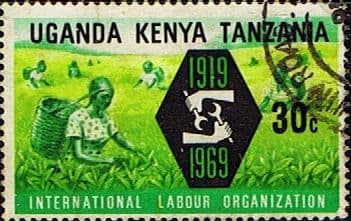 UGANDA KENYA TANZANIA
1919
30c
1969
INTERNATIONAL LABOUR ORGANIZATION